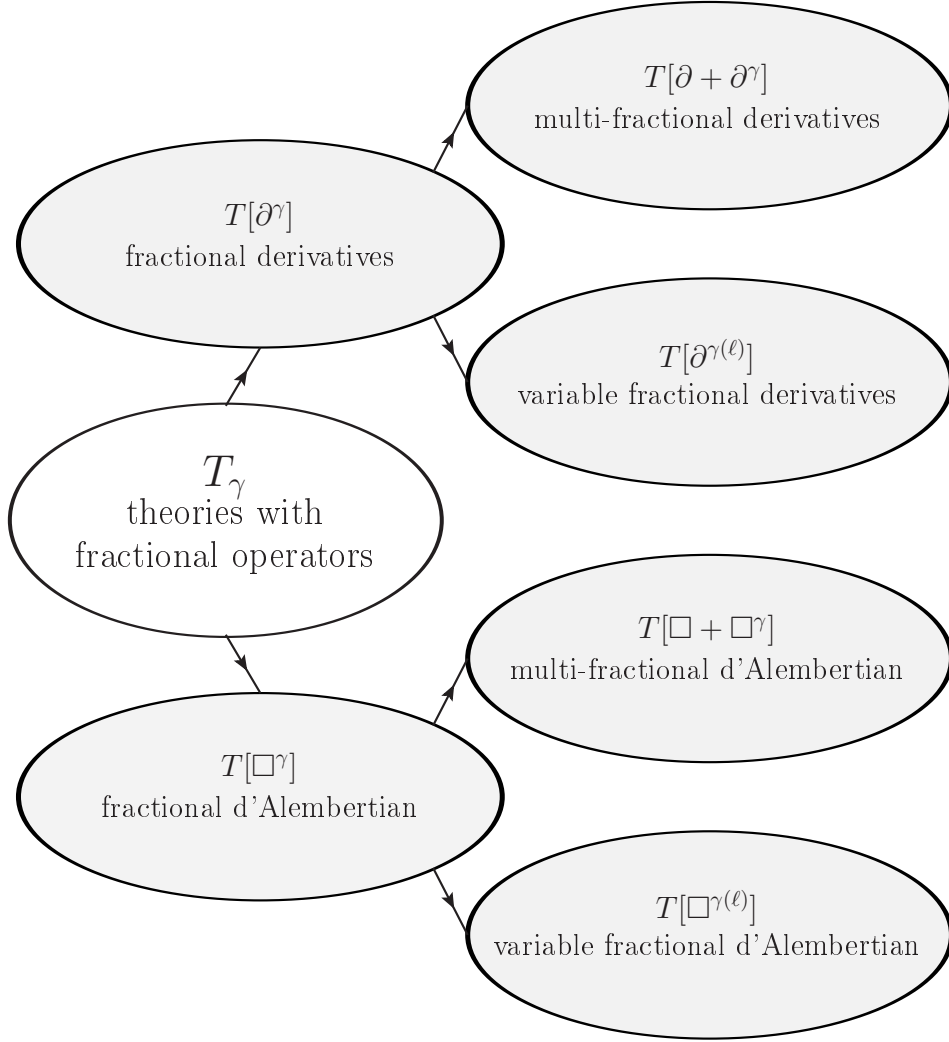 T[∂ + ∂^γ]
multi-fractional derivatives
T[∂^γ]
fractional derivatives
T[∂^{γ(ℓ)}]
variable fractional derivatives
T_γ
theories with
fractional operators
T[□ + □^γ]
multi-fractional d'Alembertian
T[□^γ]
fractional d'Alembertian
T[□^{γ(ℓ)}]
variable fractional d'Alembertian